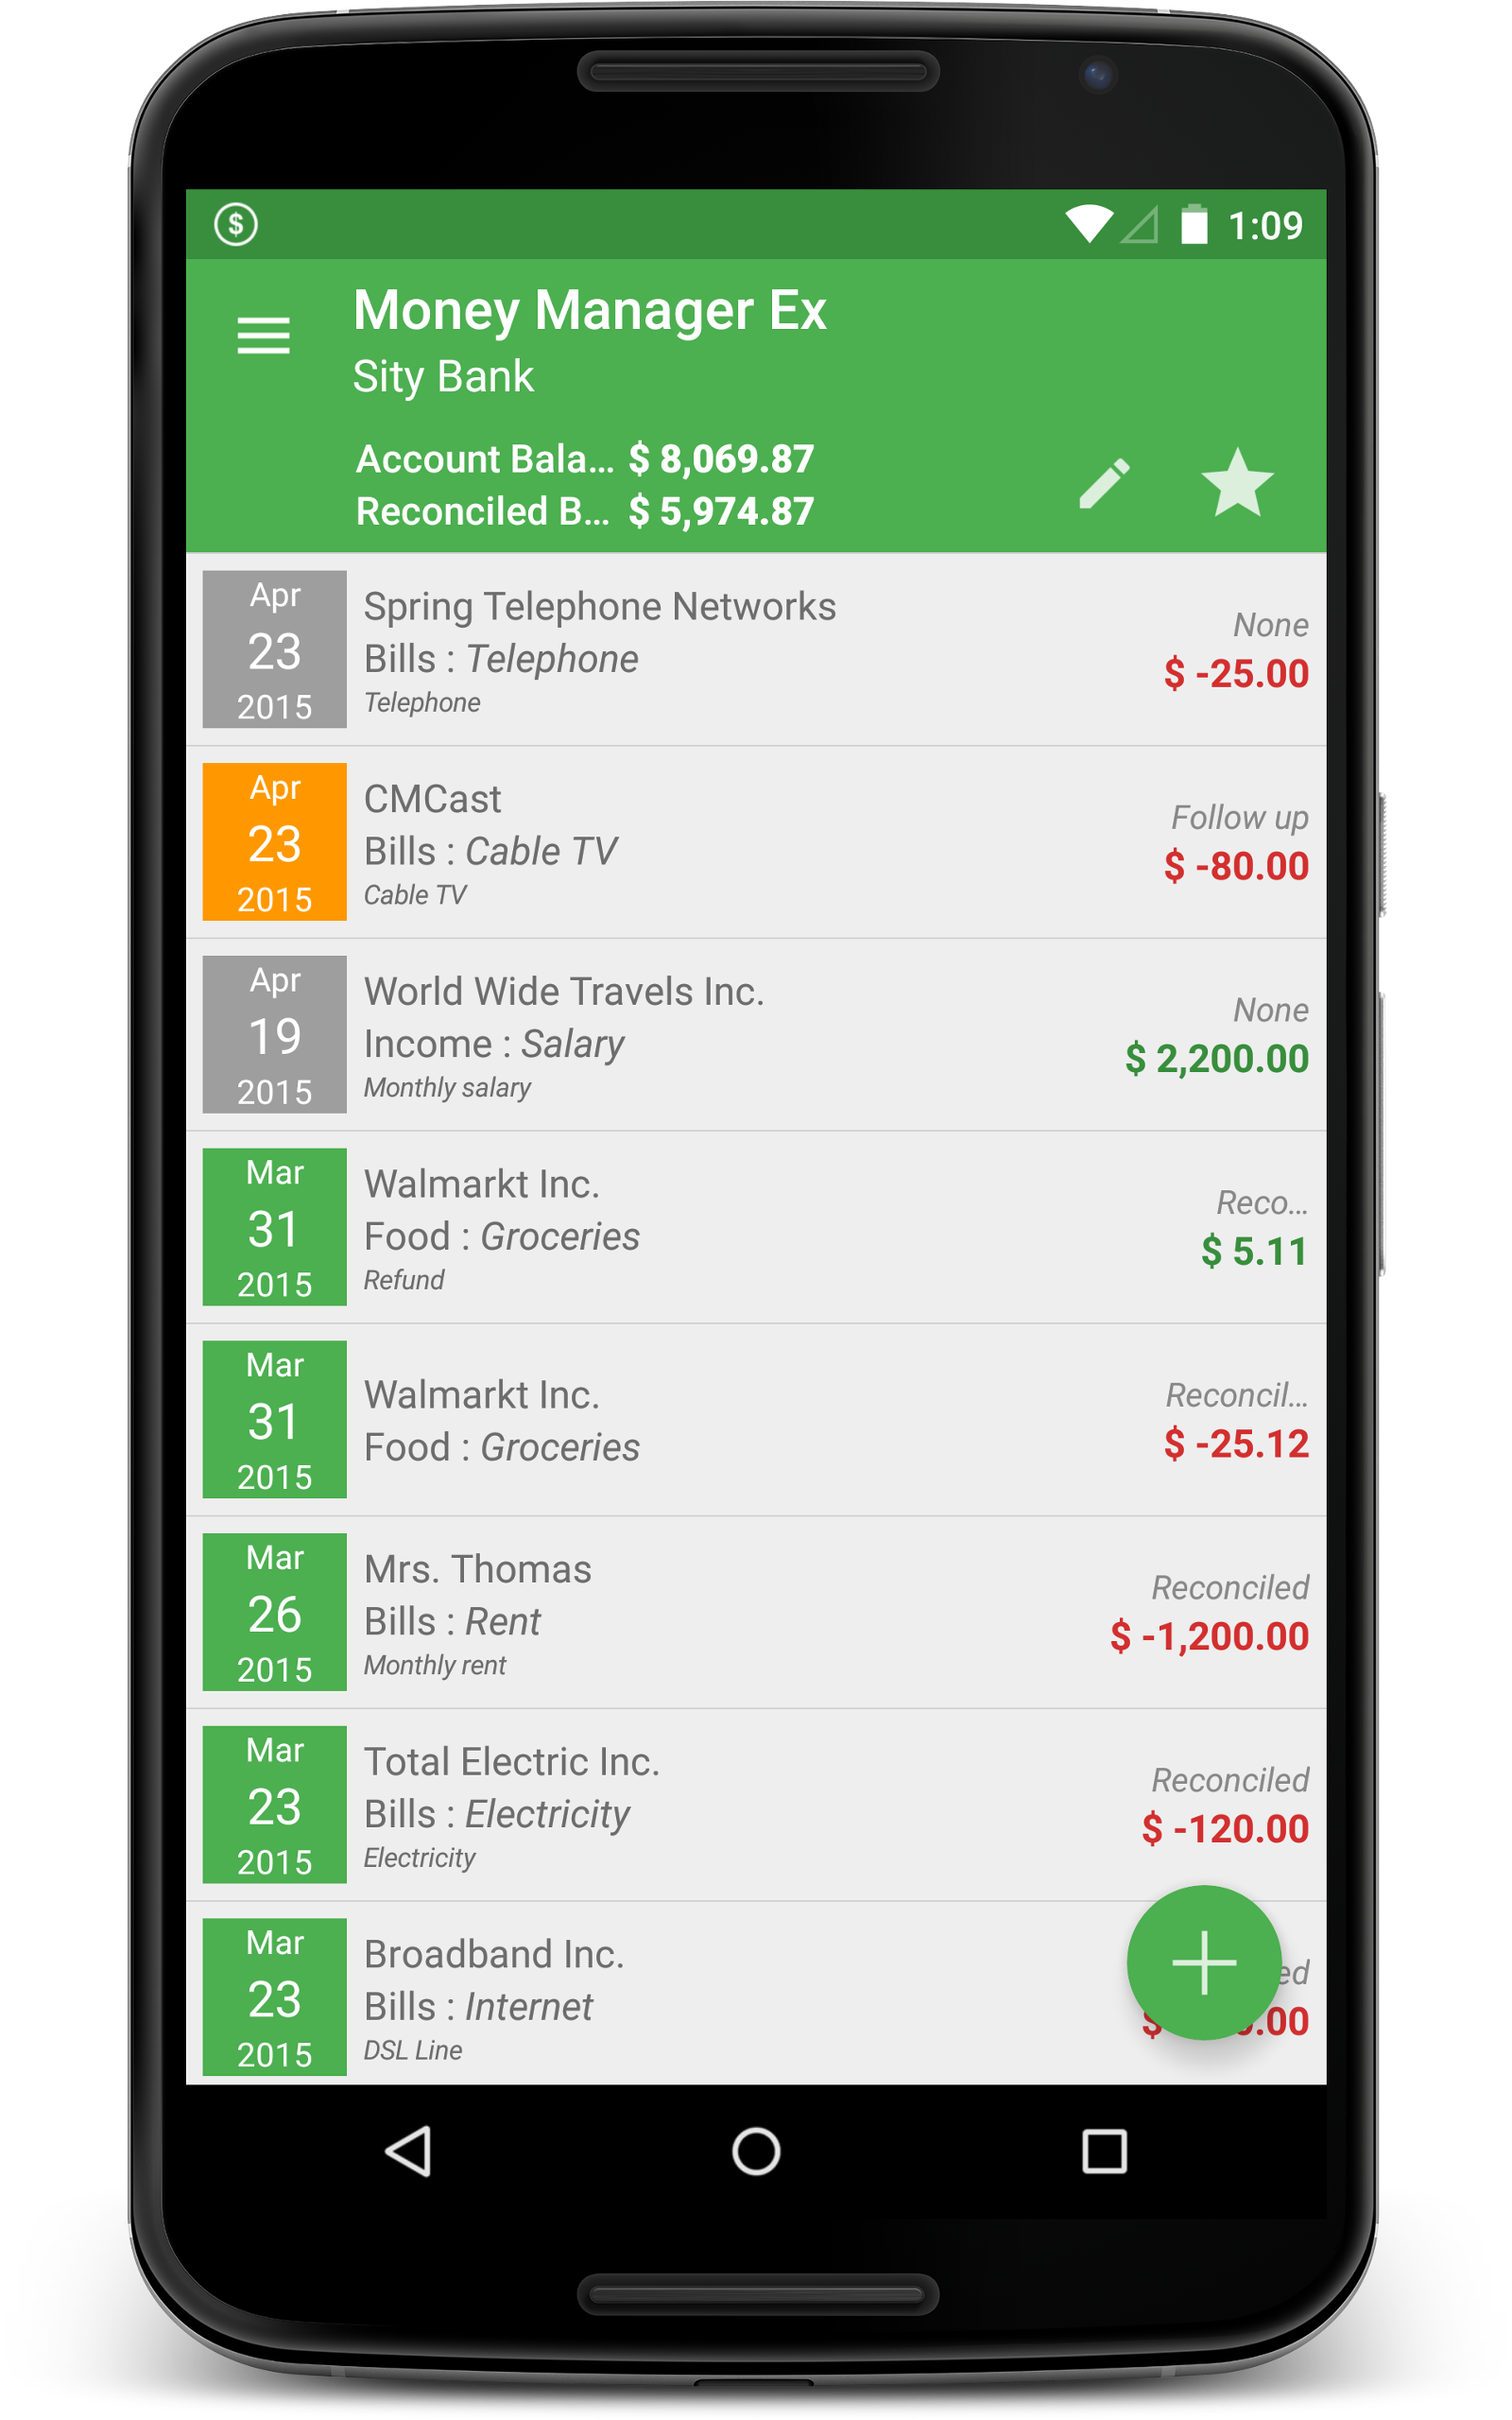 $
1:09
Money Manager Ex
Sity Bank
Account Bala... $ 8,069.87
Reconciled B... $ 5,974.87
Apr
23
2015
Spring Telephone Networks
Bills : Telephone
Telephone
None
$ -25.00
Apr
23
2015
CMCast
Bills : Cable TV
Cable TV
Follow up
$ -80.00
Apr
19
2015
World Wide Travels Inc.
Income : Salary
Monthly salary
None
$ 2,200.00
Mar
31
2015
Walmarkt Inc.
Food : Groceries
Refund
Reco...
$ 5.11
Mar
31
2015
Walmarkt Inc.
Food : Groceries
Reconcil...
$ -25.12
Mar
26
2015
Mrs. Thomas
Bills : Rent
Monthly rent
Reconciled
$ -1,200.00
Mar
23
2015
Total Electric Inc.
Bills : Electricity
Electricity
Reconciled
$ -120.00
Mar
23
2015
Broadband Inc.
Bills : Internet
DSL Line